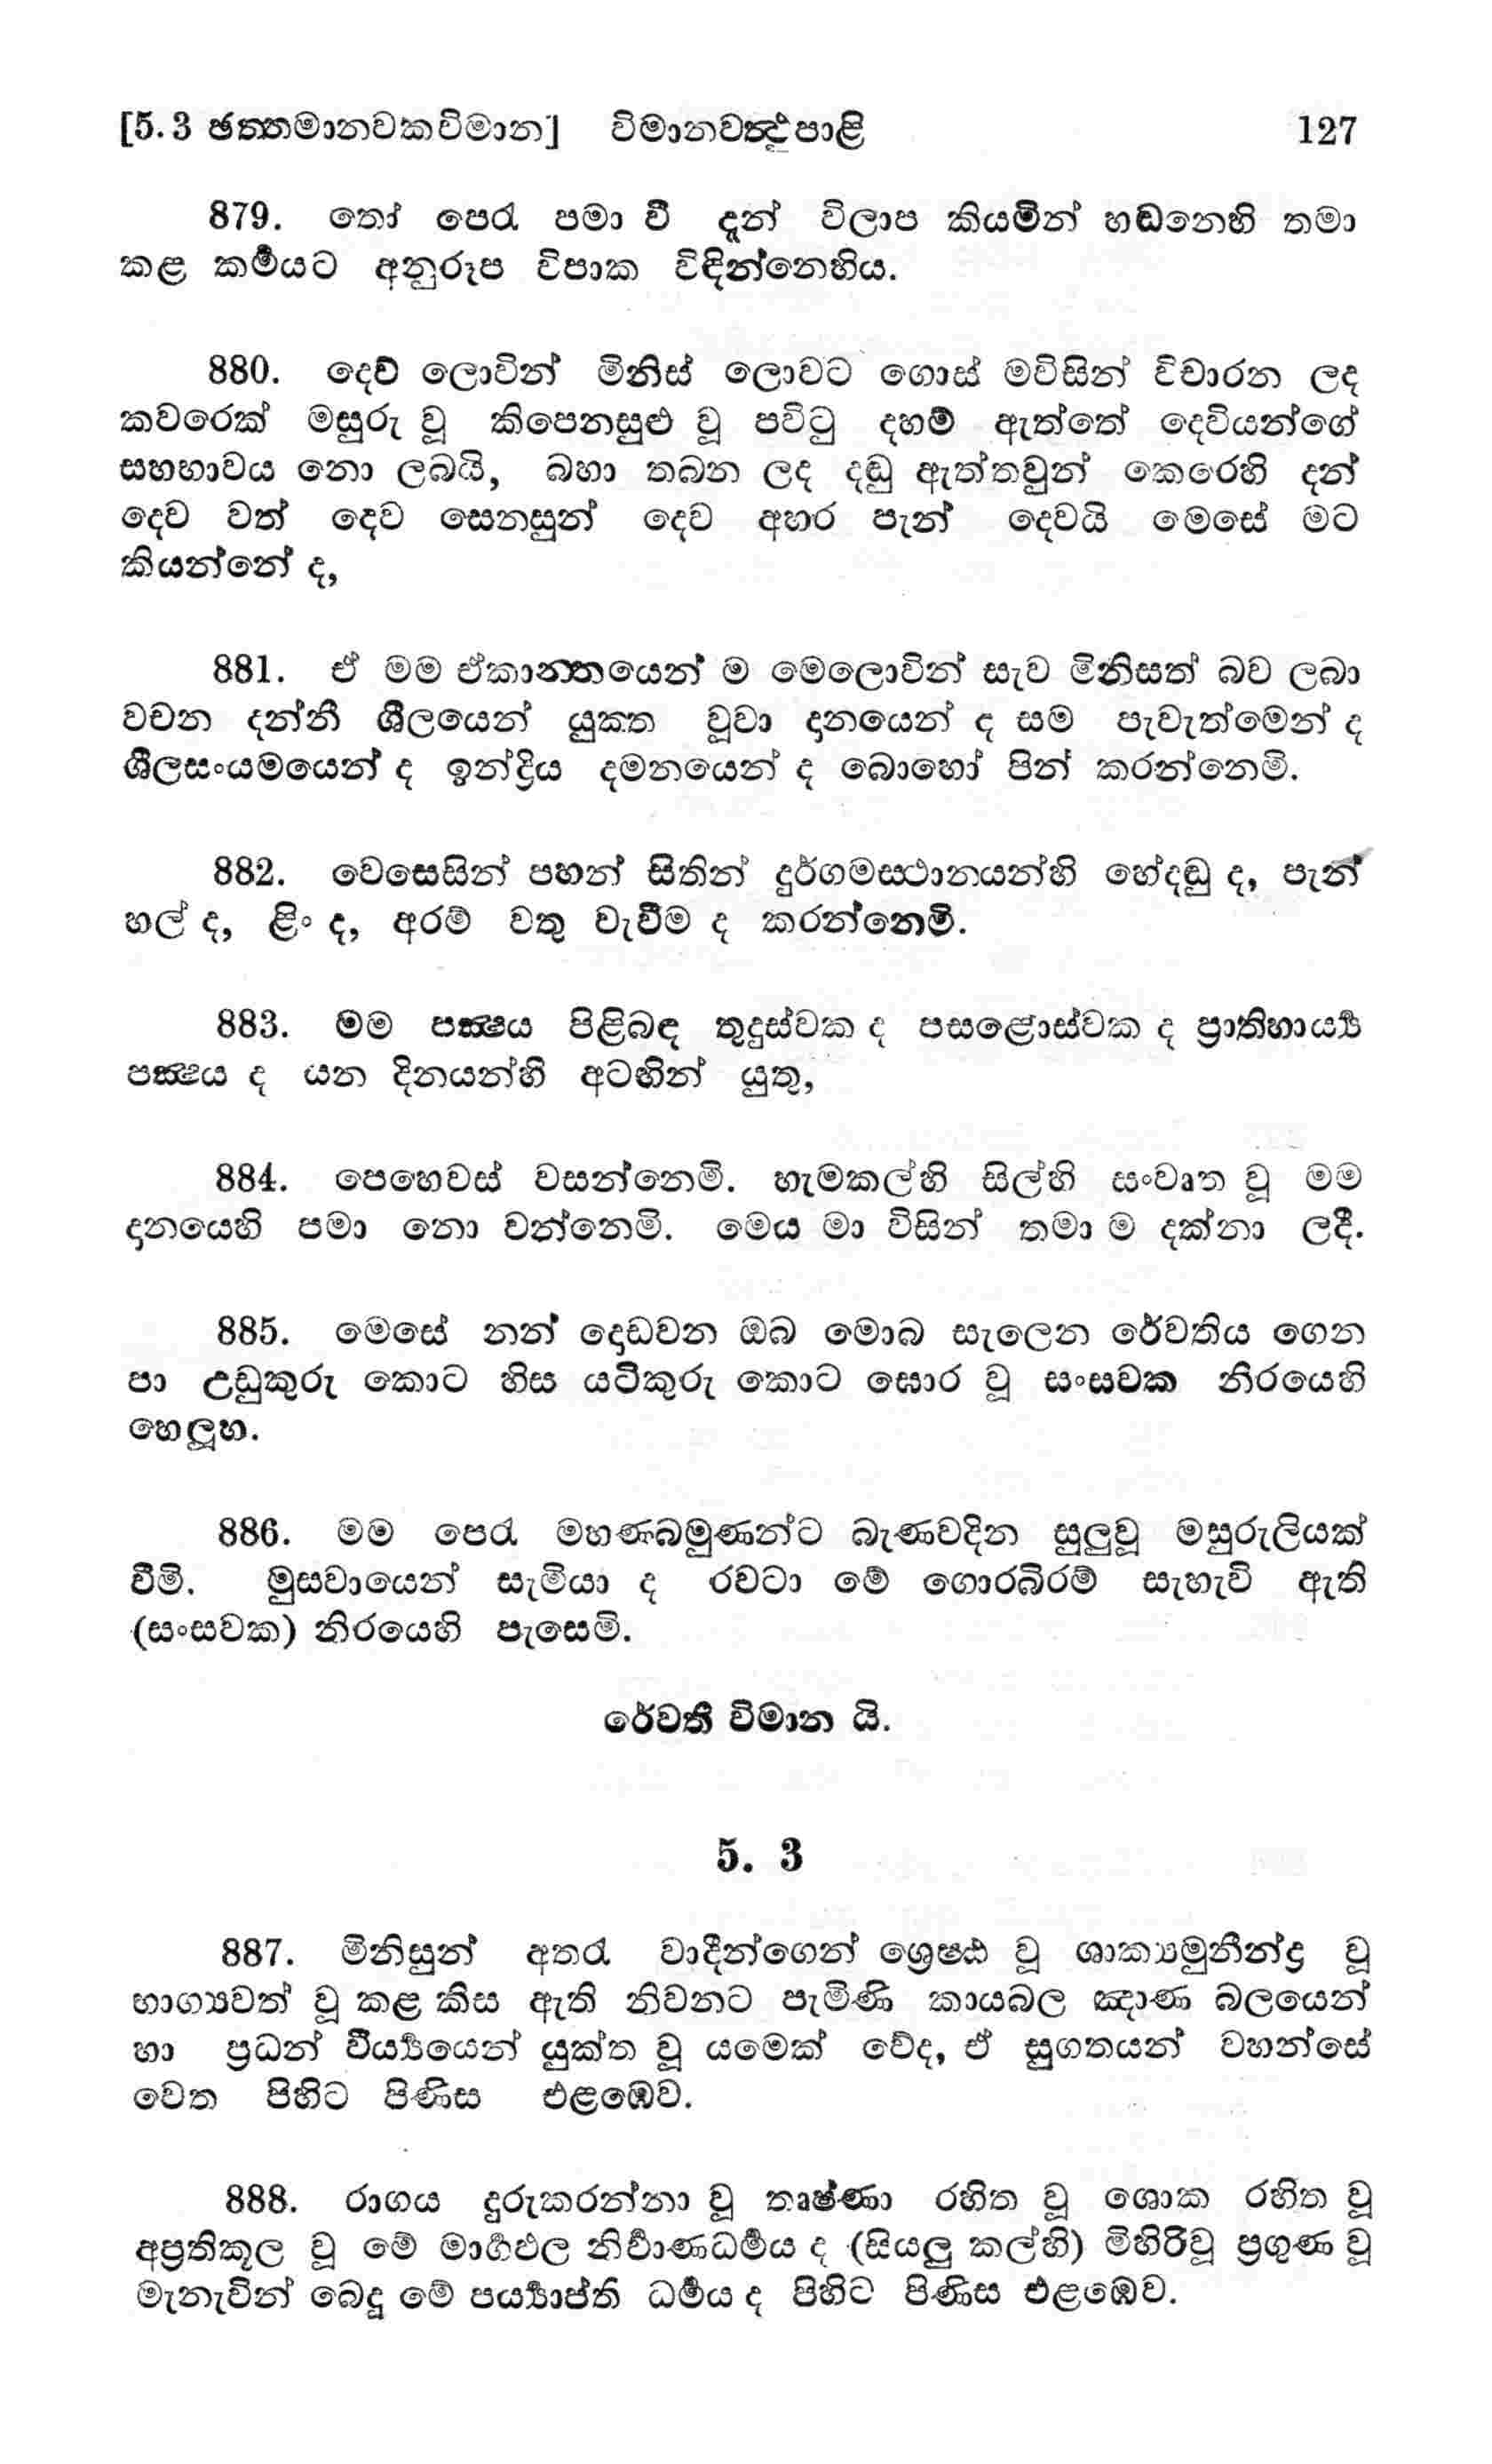 [5. 3 ඡත්තමානවකවිමාන] විමානවත්ථුපාළි 127
879. තෝ පෙරැ පමා වී දැන් විලාප කියමින් හඬනෙහි තමා
කළ කර්‍මයට අනුරූප විපාක විඳින්නෙහිය.
880. දෙව් ලොවින් මිනිස් ලොවට ගොස් මවිසින් විචාරන ලද
කවරෙක් මසුරු වූ කිපෙනසුළු වූ පවිටු දහම් ඇත්තේ දෙවියන්ගේ
සහභාවය නො ලබයි, බහා තබන ලද දඬු ඇත්තවුන් කෙරෙහි දන්
දෙව වත් දෙව සෙනසුන් දෙව අහර පැන් දෙවයි මෙසේ මට
කියන්නේ ද,
881. ඒ මම ඒකාන්තයෙන් ම මෙලොවින් සැව මිනිසත් බව ලබා
වචන දන්නී ශීලයෙන් යුක්ත වූවා දනයෙන් ද සම පැවැත්මෙන් ද
ශීලසංයමයෙන් ද ඉන්ද්‍රිය දමනයෙන් ද බොහෝ පින් කරන්නෙමි.
882. වෙසෙසින් පහන් සිතින් දුර්ගමස්ථානයන්හි හේදඬු ද, පැන්
හල් ද, ළිං ද, අරම් වතු වැවීම ද කරන්නෙමි.
883. මම පක්‍ෂය පිළිබඳ තුදුස්වක ද පසළොස්වක ද ප්‍රාතිහාර්‍ය්‍ය
පක්‍ෂය ද යන දිනයන්හි අටඟින් යුතු,
884. පෙහෙවස් වසන්නෙමි. හැමකල්හි සිල්හි සංවෘත වූ මම
දනයෙහි පමා නො වන්නෙමි. මෙය මා විසින් තමා ම දක්නා ලදී.
885. මෙසේ නන් දොඩවන ඔබ මොබ සැලෙන රේවතිය ගෙන
පා උඩුකුරු කොට හිස යටිකුරු කොට ඝොර වූ සංසවක නිරයෙහි
හෙලූහ.
886. මම පෙරැ මහණබමුණන්ට බැණවදින සුලුවූ මසුරුලියක්
වීමි. මුසවායෙන් සැමියා ද රවටා මේ ගොරබිරම් සැහැවි ඇති
(සංසවක) නිරයෙහි පැසෙමි.
රේවතී විමාන යි.
5. 3
887. මිනිසුන් අතරැ වාදීන්ගෙන් ශ්‍රෙෂ්ඨ වූ ශාක්‍යමුනීන්ද්‍ර වූ
භාග්‍යවත් වූ කළ කිස ඇති නිවනට පැමිණි කායබල ඤාණ බලයෙන්
හා ප්‍රධන් වීර්‍ය්‍යයෙන් යුක්ත වූ යමෙක් වේද, ඒ සුගතයන් වහන්සේ
වෙත පිහිට පිණිස එළඹෙව.
888. රාගය දුරුකරන්නා වූ තෘෂ්ණා රහිත වූ ශොක රහිත වූ
අප්‍රතිකූල වූ මේ මාර්‍ගඵල නිර්‍වාණධර්‍මය ද (සියලු කල්හි) මිහිරිවූ ප්‍රගුණ වූ
මැනැවින් බෙදූ මේ පර්‍ය්‍යාප්ති ධර්‍මය ද පිහිට පිණිස එළඹෙව.